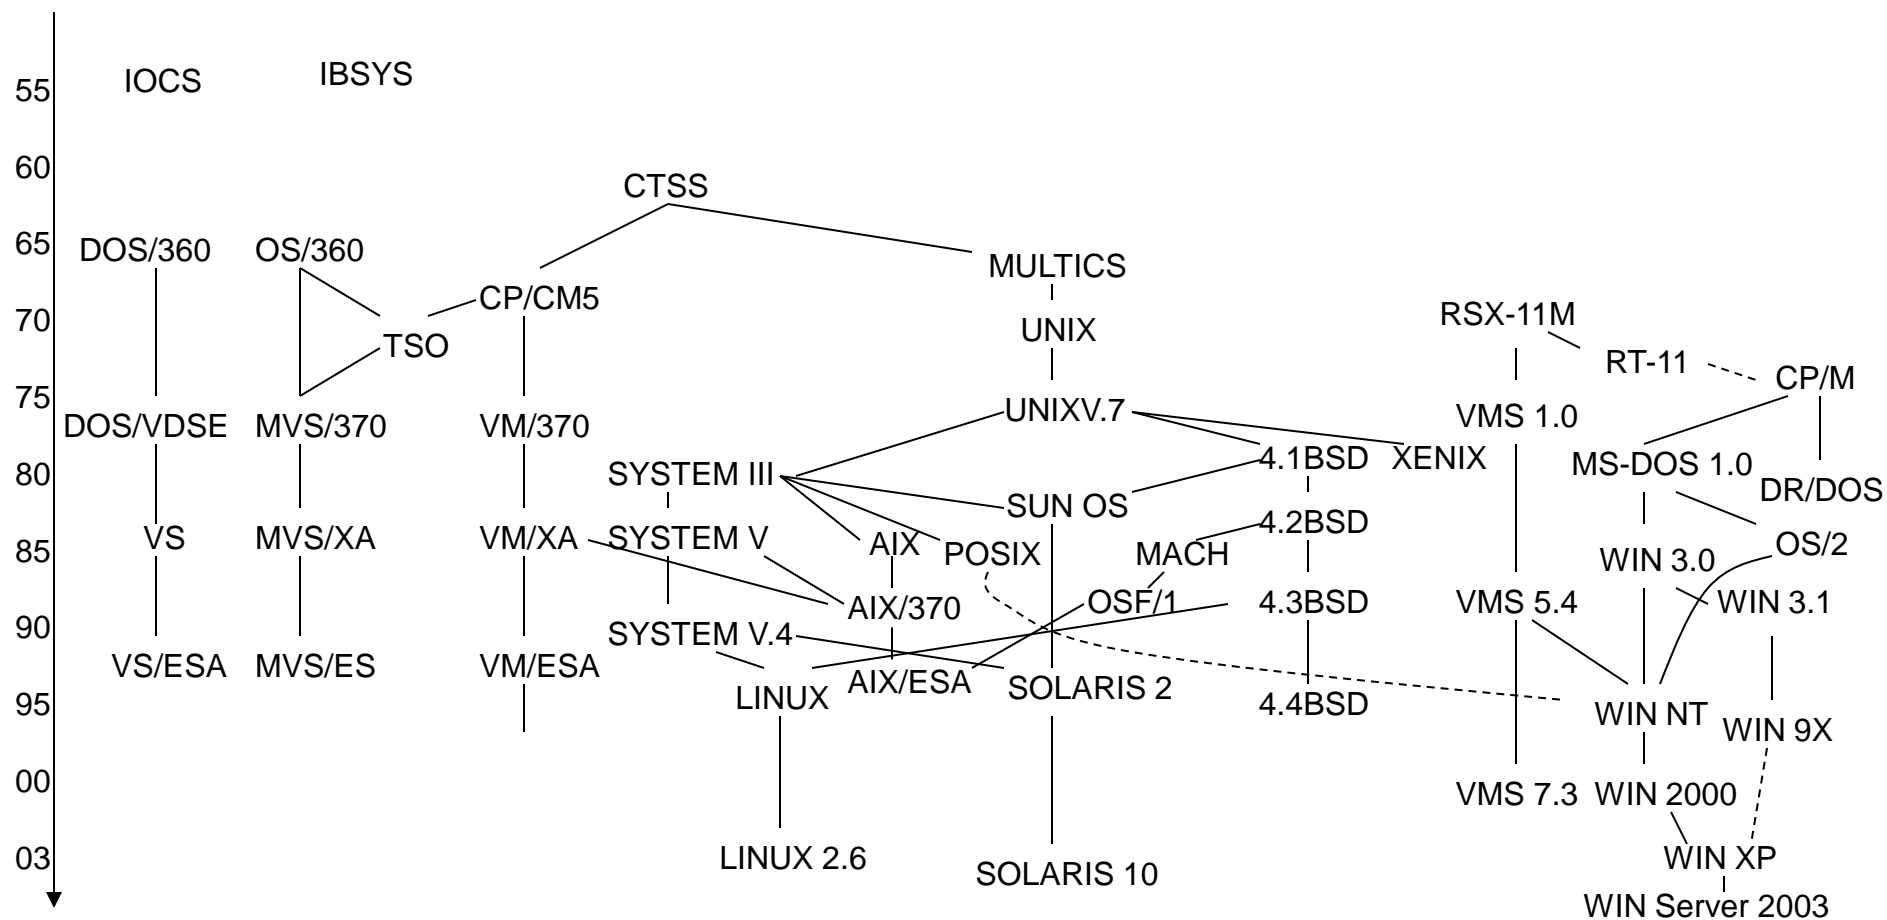 55
IOCS
IBSYS
60
CTSS
65
DOS/360
OS/360
MULTICS
CP/CM5
70
TSO
UNIX
RSX-11M
RT-11
CP/M
75
DOS/VDSE
MVS/370
VM/370
UNIXV.7
VMS 1.0
80
SYSTEM III
4.1BSD
XENIX
MS-DOS 1.0
DR/DOS
SUN OS
4.2BSD
85
VS
MVS/XA
VM/XA
SYSTEM V
AIX
POSIX
MACH
WIN 3.0
OS/2
AIX/370
OSF/1
4.3BSD
VMS 5.4
WIN 3.1
90
SYSTEM V.4
VS/ESA
MVS/ES
VM/ESA
95
LINUX
AIX/ESA
SOLARIS 2
4.4BSD
WIN NT
WIN 9X
00
VMS 7.3
WIN 2000
03
LINUX 2.6
SOLARIS 10
WIN XP
WIN Server 2003